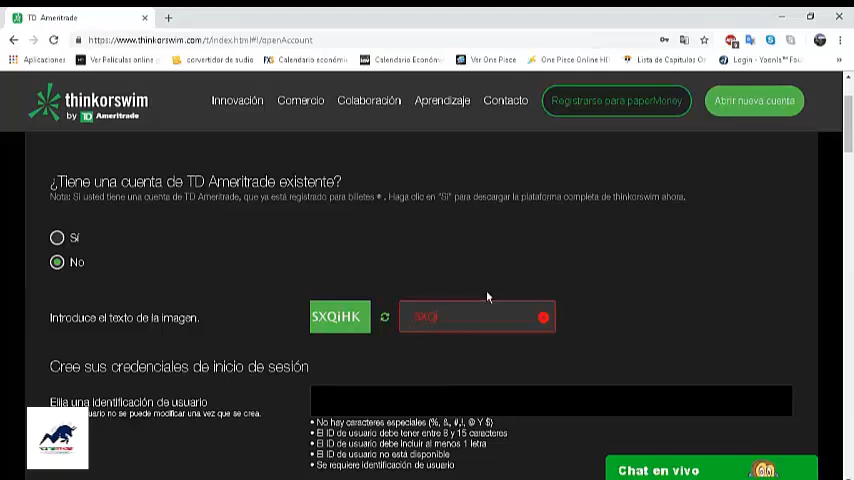 TD Ameritrade
https://www.thinkorswim.com/t/index.html#!/openAccount
Aplicaciones
Ver Peliculas online
convertidor de audio
Calendario económic
Calendario Económi
Ver One Piece
One Piece Online HD
Lista de Capitulos O
thinkorswim
by TD Ameritrade
Innovación
Comercio
Colaboración
Aprendizaje
Contacto
Registrarse para paperMoney
Abrir nueva cuenta
¿Tiene una cuenta de TD Ameritrade existente?
Nota: Si usted tiene una cuenta de TD Ameritrade, que ya está registrado para billetes ® . Haga clic en "Sí" para descargar la plataforma completa de thinkorswim ahora.
Sí
No
Introduce el texto de la imagen.
SXQiHK
SXQi
Cree sus credenciales de inicio de sesión
Elija una identificación de usuario
uario no se puede modificar una vez que se crea.
• El ID de usuario debe tener entre 8 y 15 caracteres
• El ID de usuario debe incluir al menos 1 letra
• El ID de usuario no está disponible
• Se requiere identificación de usuario
Chat en vivo